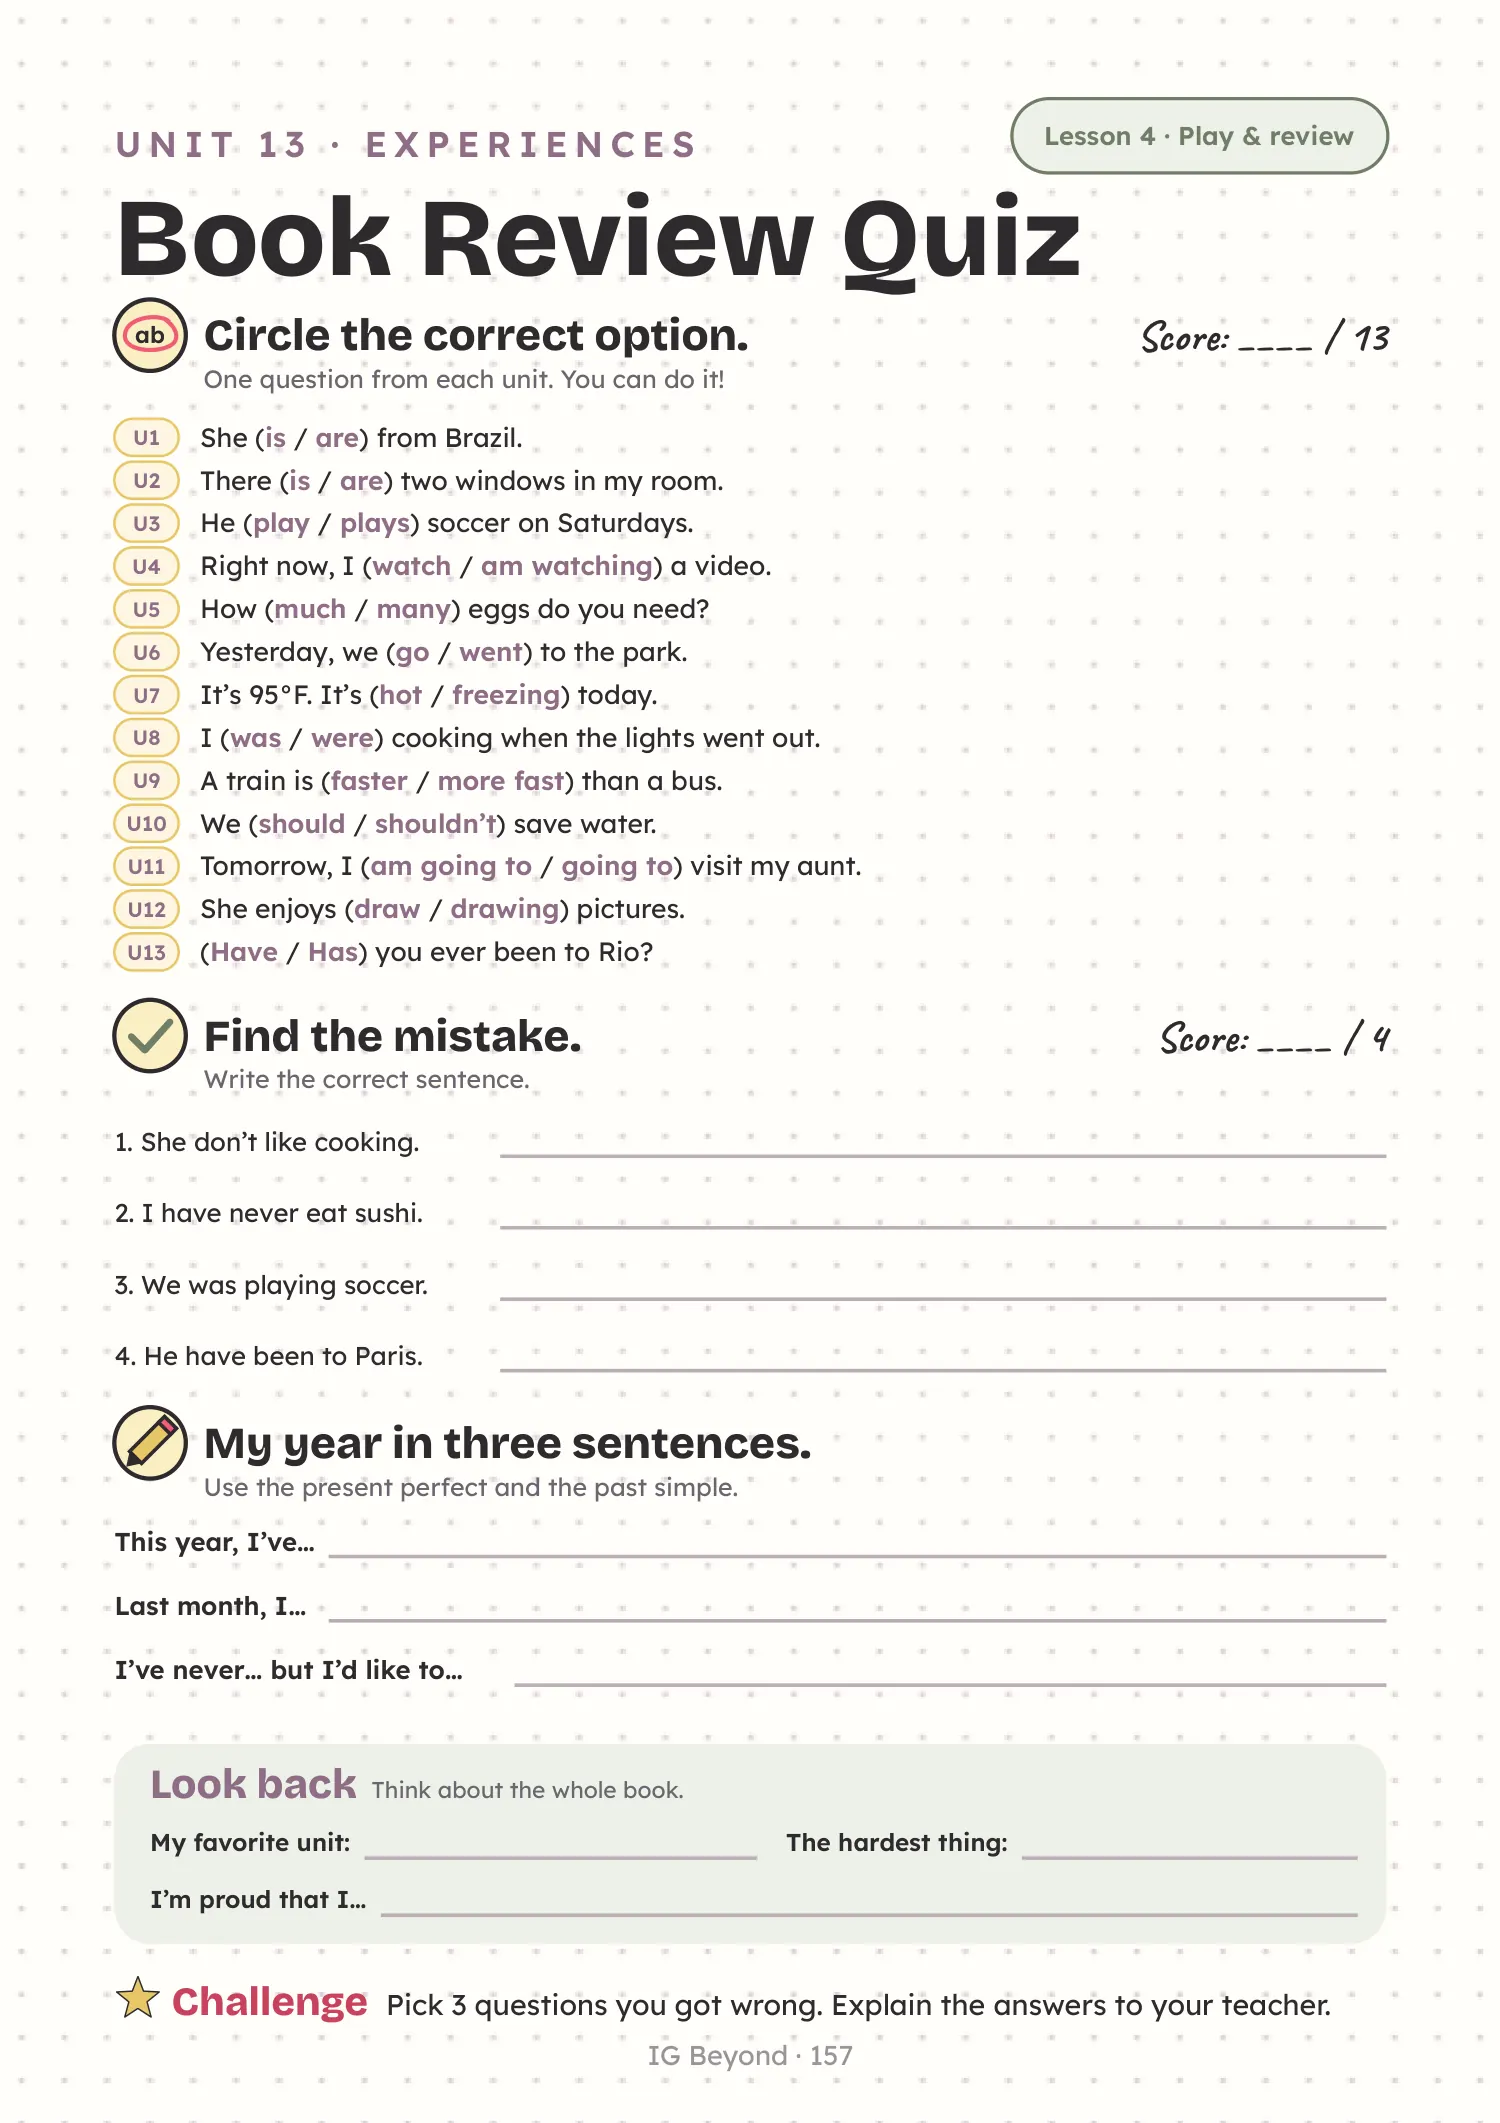 UNIT 13 · EXPERIENCES
Lesson 4 · Play & review
Book Review Quiz
ab
Circle the correct option.
Score: ____ / 13
One question from each unit. You can do it!
U1 She (is / are) from Brazil.
U2 There (is / are) two windows in my room.
U3 He (play / plays) soccer on Saturdays.
U4 Right now, I (watch / am watching) a video.
U5 How (much / many) eggs do you need?
U6 Yesterday, we (go / went) to the park.
U7 It’s 95°F. It’s (hot / freezing) today.
U8 I (was / were) cooking when the lights went out.
U9 A train is (faster / more fast) than a bus.
U10 We (should / shouldn’t) save water.
U11 Tomorrow, I (am going to / going to) visit my aunt.
U12 She enjoys (draw / drawing) pictures.
U13 (Have / Has) you ever been to Rio?
Find the mistake.
Score: ____ / 4
Write the correct sentence.
1. She don’t like cooking.
2. I have never eat sushi.
3. We was playing soccer.
4. He have been to Paris.
My year in three sentences.
Use the present perfect and the past simple.
This year, I’ve…
Last month, I…
I’ve never… but I’d like to…
Look back Think about the whole book.
My favorite unit: The hardest thing:
I’m proud that I…
Challenge Pick 3 questions you got wrong. Explain the answers to your teacher.
IG Beyond · 157